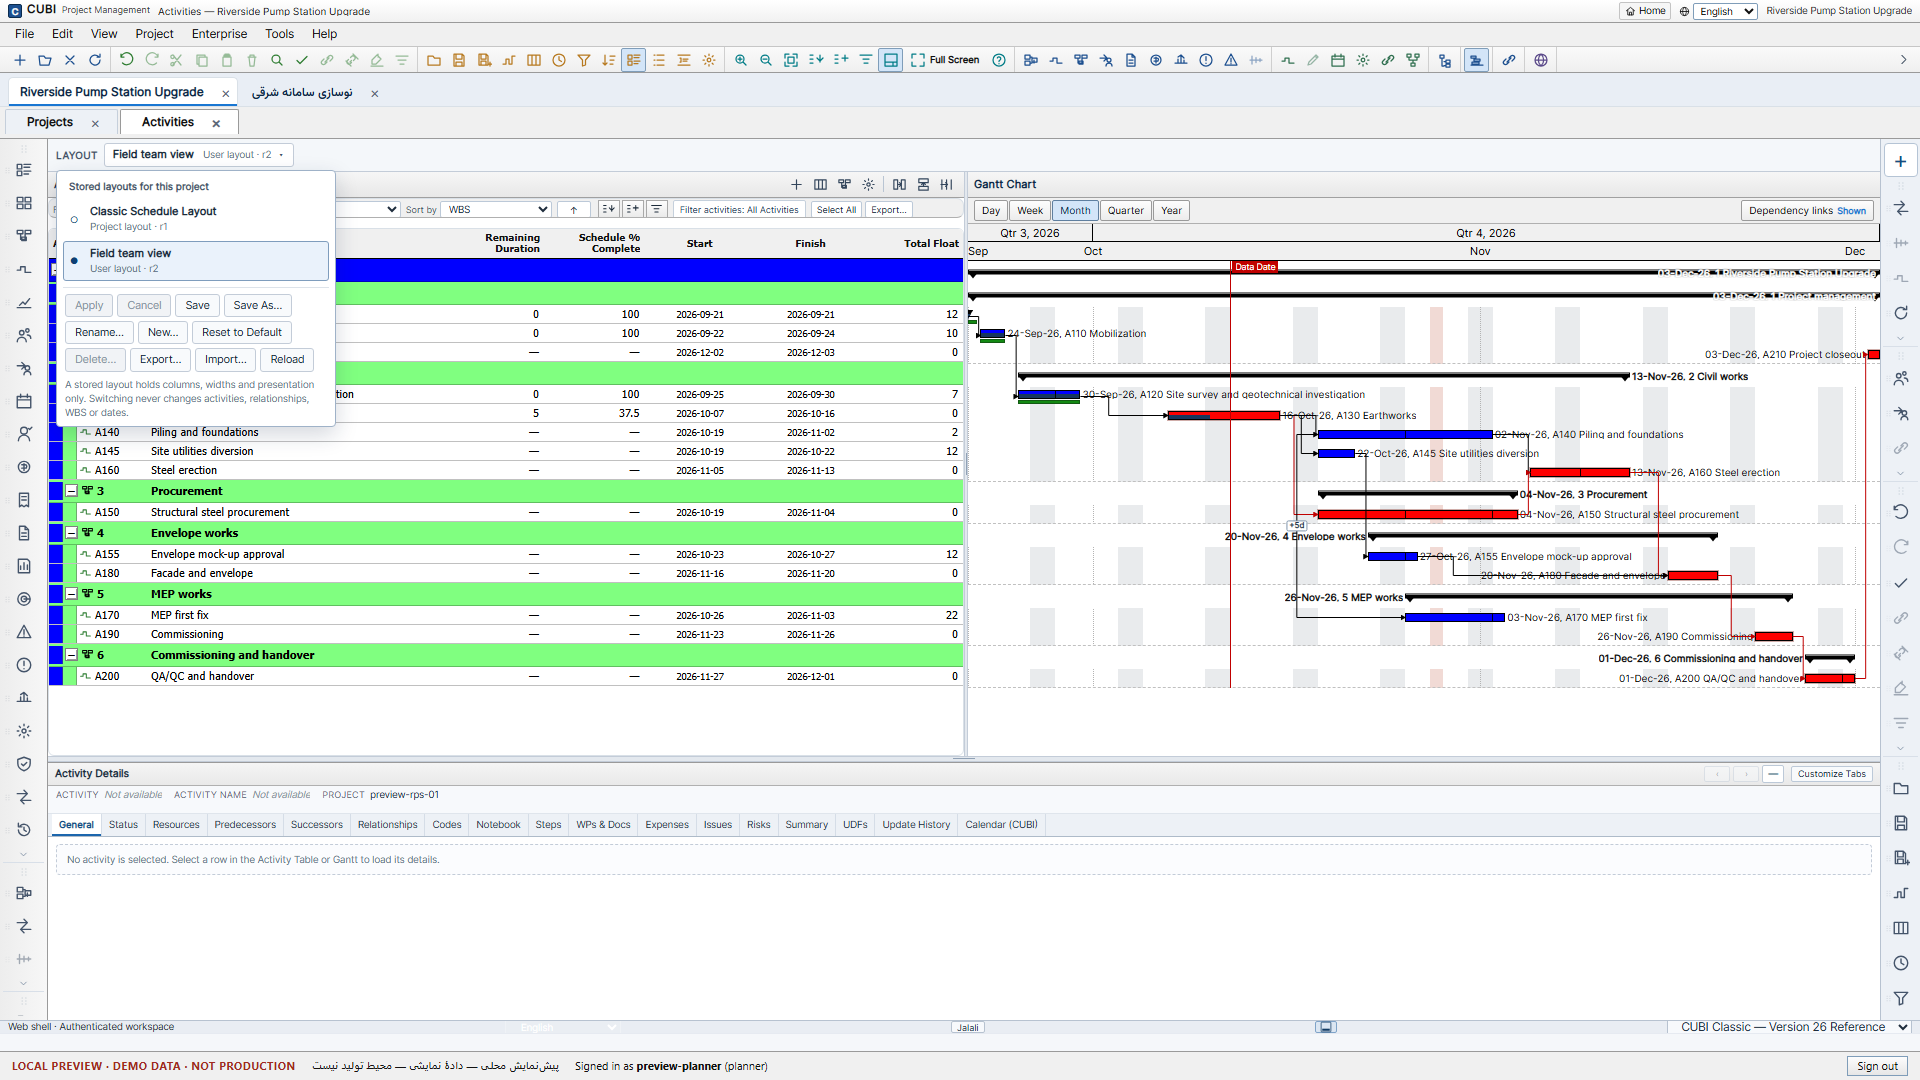 CUBI Project Management Activities — Riverside Pump Station Upgrade
Home English Riverside Pump Station Upgrade
File Edit View Project Enterprise Tools Help
Full Screen
Riverside Pump Station Upgrade
نوسازی سامانه شرقی
Projects Activities
LAYOUT Field team view User layout · r2
Stored layouts for this project
Classic Schedule Layout
Project layout · r1
Field team view
User layout · r2
Apply Cancel Save Save As...
Rename... New... Reset to Default
Delete... Export... Import... Reload
A stored layout holds columns, widths and presentation
only. Switching never changes activities, relationships,
WBS or dates.
Sort by WBS Filter activities: All Activities Select All Export...
Remaining Duration Schedule % Complete Start Finish Total Float
0 100 2026-09-21 2026-09-21 12
0 100 2026-09-22 2026-09-24 10
— — 2026-12-02 2026-12-03 0
tion 0 100 2026-09-25 2026-09-30 7
5 37.5 2026-10-07 2026-10-16 0
A140 Piling and foundations — — 2026-10-19 2026-11-02 2
A145 Site utilities diversion — — 2026-10-19 2026-10-22 12
A160 Steel erection — — 2026-11-05 2026-11-13 0
3 Procurement
A150 Structural steel procurement — — 2026-10-19 2026-11-04 0
4 Envelope works
A155 Envelope mock-up approval — — 2026-10-23 2026-10-27 12
A180 Facade and envelope — — 2026-11-16 2026-11-20 0
5 MEP works
A170 MEP first fix — — 2026-10-26 2026-11-03 22
A190 Commissioning — — 2026-11-23 2026-11-26 0
6 Commissioning and handover
A200 QA/QC and handover — — 2026-11-27 2026-12-01 0
Gantt Chart
Day Week Month Quarter Year Dependency links Shown
Qtr 3, 2026 Qtr 4, 2026
Sep Oct Nov Dec
Data Date
03-Dec-26, 1 Riverside Pump Station Upgrade
03-Dec-26, 1 Project management
24-Sep-26, A110 Mobilization
03-Dec-26, A210 Project closeout
13-Nov-26, 2 Civil works
30-Sep-26, A120 Site survey and geotechnical investigation
16-Oct-26, A130 Earthworks
02-Nov-26, A140 Piling and foundations
22-Oct-26, A145 Site utilities diversion
13-Nov-26, A160 Steel erection
04-Nov-26, 3 Procurement
04-Nov-26, A150 Structural steel procurement
+5d
20-Nov-26, 4 Envelope works
27-Oct-26, A155 Envelope mock-up approval
20-Nov-26, A180 Facade and envelope
26-Nov-26, 5 MEP works
03-Nov-26, A170 MEP first fix
26-Nov-26, A190 Commissioning
01-Dec-26, 6 Commissioning and handover
01-Dec-26, A200 QA/QC and handover
Activity Details Customize Tabs
ACTIVITY Not available ACTIVITY NAME Not available PROJECT preview-rps-01
General Status Resources Predecessors Successors Relationships Codes Notebook Steps WPs & Docs Expenses Issues Risks Summary UDFs Update History Calendar (CUBI)
No activity is selected. Select a row in the Activity Table or Gantt to load its details.
Web shell · Authenticated workspace English Jalali CUBI Classic — Version 26 Reference
LOCAL PREVIEW · DEMO DATA · NOT PRODUCTION پیش‌نمایش محلی — دادهٔ نمایشی — محیط تولید نیست Signed in as preview-planner (planner) Sign out